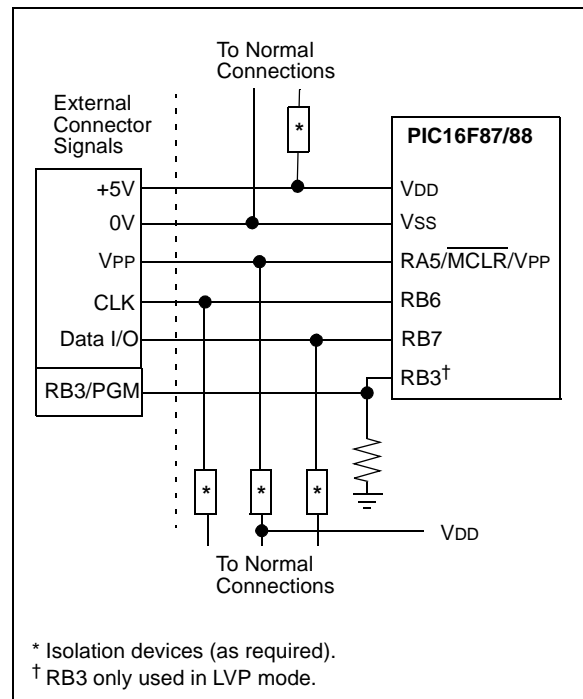 To Normal
Connections
External
Connector
Signals
*
PIC16F87/88
+5V
VDD
0V
VSS
VPP
RA5/MCLR/VPP
CLK
RB6
Data I/O
RB7
RB3†
RB3/PGM
*
*
*
VDD
To Normal
Connections
* Isolation devices (as required).
† RB3 only used in LVP mode.